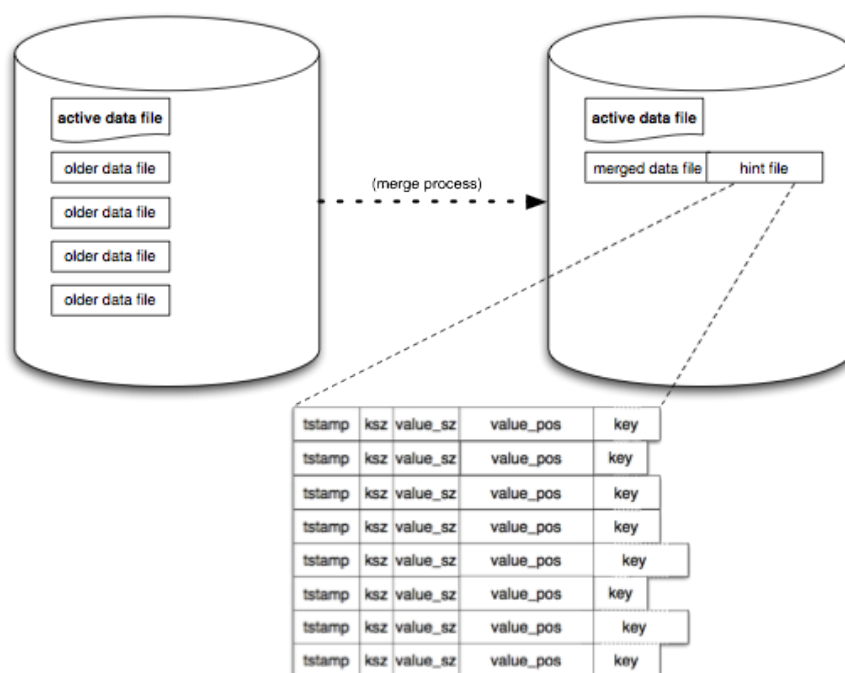 active data file
older data file
older data file
older data file
older data file
(merge process)
active data file
merged data file hint file
tstamp ksz value_sz value_pos key
tstamp ksz value_sz value_pos key
tstamp ksz value_sz value_pos key
tstamp ksz value_sz value_pos key
tstamp ksz value_sz value_pos key
tstamp ksz value_sz value_pos key
tstamp ksz value_sz value_pos key
tstamp ksz value_sz value_pos key